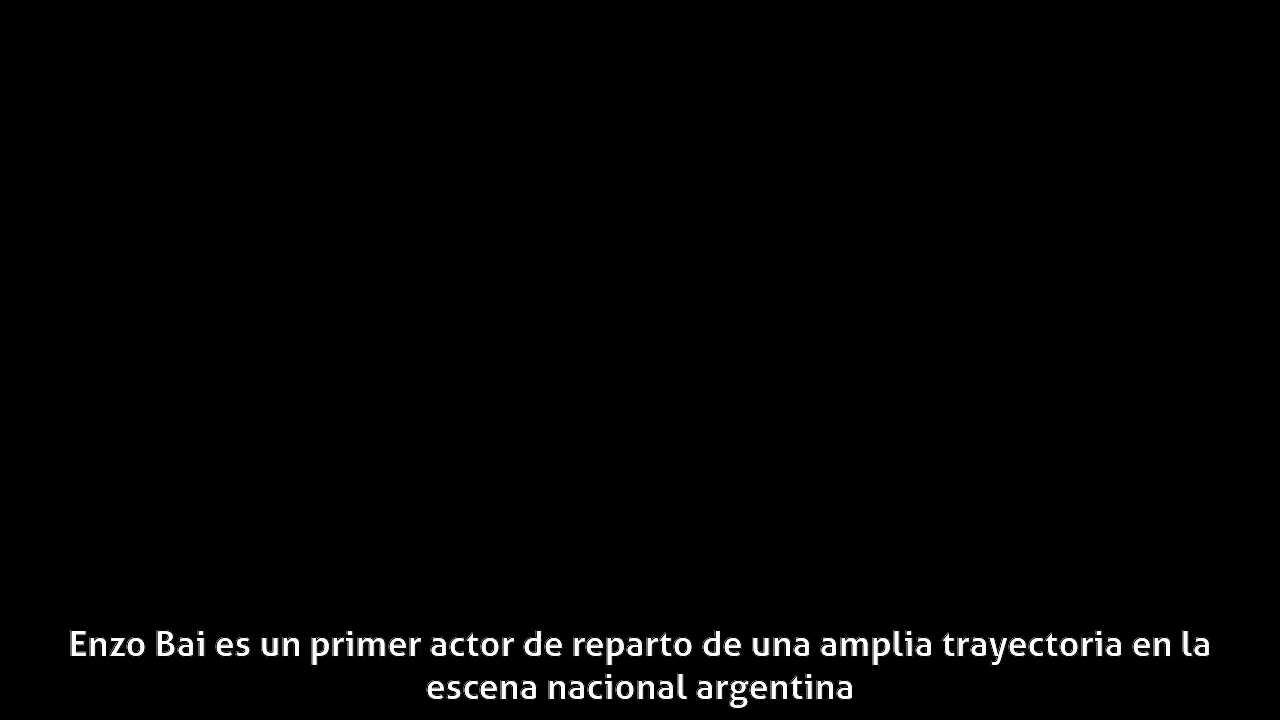 Enzo Bai es un primer actor de reparto de una amplia trayectoria en la
escena nacional argentina